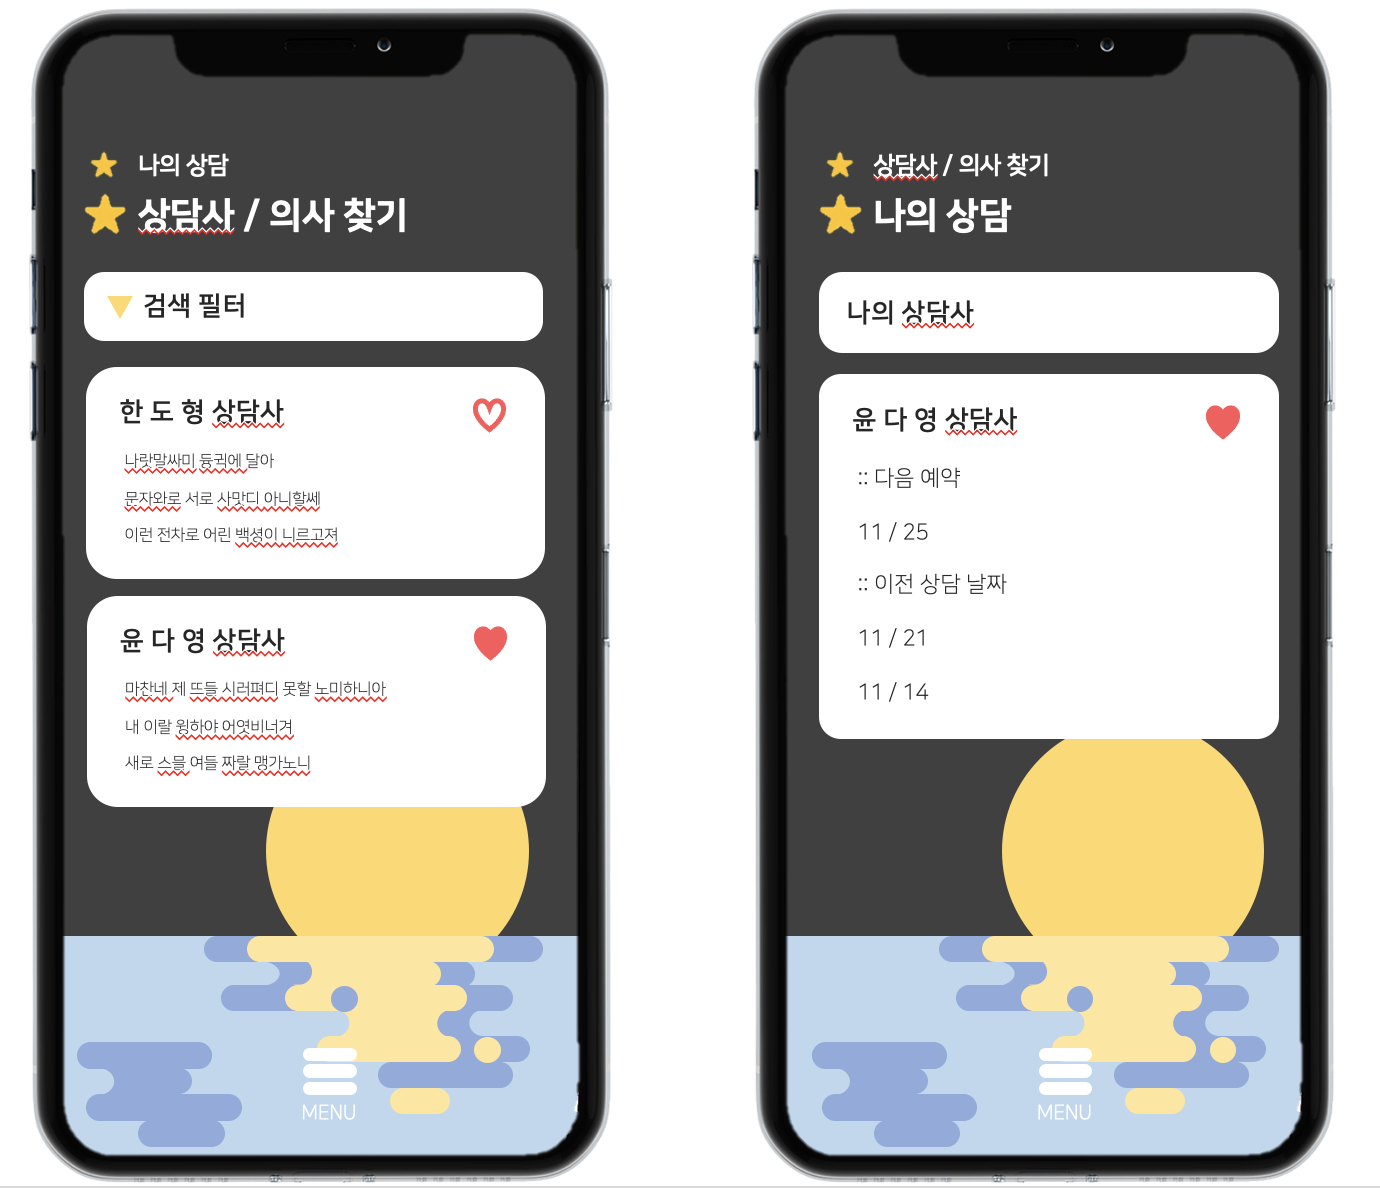 나의 상담
상담사 / 의사 찾기
검색 필터
한 도 형 상담사
나랏말싸미 듕귁에 달아
문자와로 서로 사맛디 아니할쎄
이런 전차로 어린 백셩이 니르고져
윤 다 영 상담사
마찬네 제 뜨들 시러펴디 못할 노미하니아
내 이랄 윙하야 어엿비너겨
새로 스믈 여들 짜랄 맹가노니
MENU
상담사 / 의사 찾기
나의 상담
나의 상담사
윤 다 영 상담사
:: 다음 예약
11 / 25
:: 이전 상담 날짜
11 / 21
11 / 14
MENU